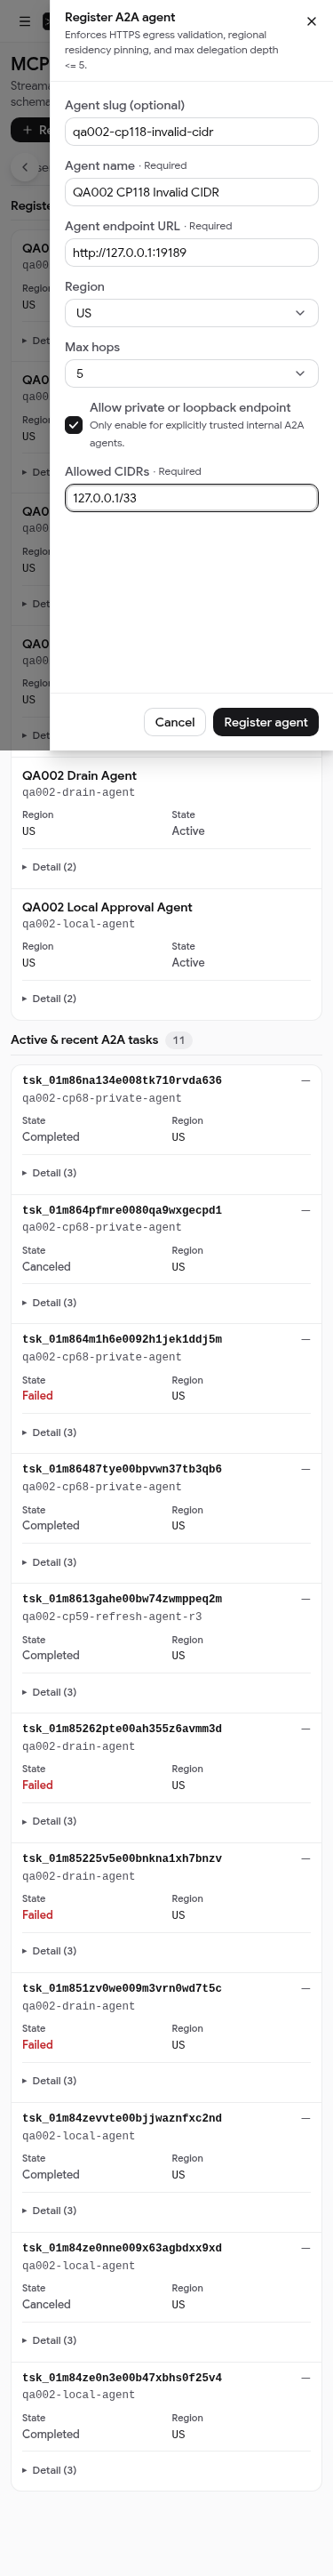 Register A2A agent
Enforces HTTPS egress validation, regional
residency pinning, and max delegation depth
<= 5.
Agent slug (optional)
qa002-cp118-invalid-cidr
Agent name · Required
QA002 CP118 Invalid CIDR
Agent endpoint URL · Required
http://127.0.0.1:19189
Region
US
Max hops
5
Allow private or loopback endpoint
Only enable for explicitly trusted internal A2A
agents.
Allowed CIDRs · Required
127.0.0.1/33
Cancel
Register agent
MCP
Region
US
Region
US
Region
US
Region
US
QA002 Drain Agent
qa002-drain-agent
Region State
US Active
Detail (2)
QA002 Local Approval Agent
qa002-local-agent
Region State
US Active
Detail (2)
Active & recent A2A tasks 11
tsk_01m86na134e008tk710rvda636 —
qa002-cp68-private-agent
State Region
Completed US
Detail (3)
tsk_01m864pfmre0080qa9wxgecpd1 —
qa002-cp68-private-agent
State Region
Canceled US
Detail (3)
tsk_01m864m1h6e0092h1jek1ddj5m —
qa002-cp68-private-agent
State Region
Failed US
Detail (3)
tsk_01m86487tye00bpvwn37tb3qb6 —
qa002-cp68-private-agent
State Region
Completed US
Detail (3)
tsk_01m8613gahe00bw74zwmppeq2m —
qa002-cp59-refresh-agent-r3
State Region
Completed US
Detail (3)
tsk_01m85262pte00ah355z6avmm3d —
qa002-drain-agent
State Region
Failed US
Detail (3)
tsk_01m85225v5e00bnkna1xh7bnzv —
qa002-drain-agent
State Region
Failed US
Detail (3)
tsk_01m851zv0we009m3vrn0wd7t5c —
qa002-drain-agent
State Region
Failed US
Detail (3)
tsk_01m84zevvte00bjjwaznfxc2nd —
qa002-local-agent
State Region
Completed US
Detail (3)
tsk_01m84ze0nne009x63agbdxx9xd —
qa002-local-agent
State Region
Canceled US
Detail (3)
tsk_01m84ze0n3e00b47xbhs0f25v4 —
qa002-local-agent
State Region
Completed US
Detail (3)